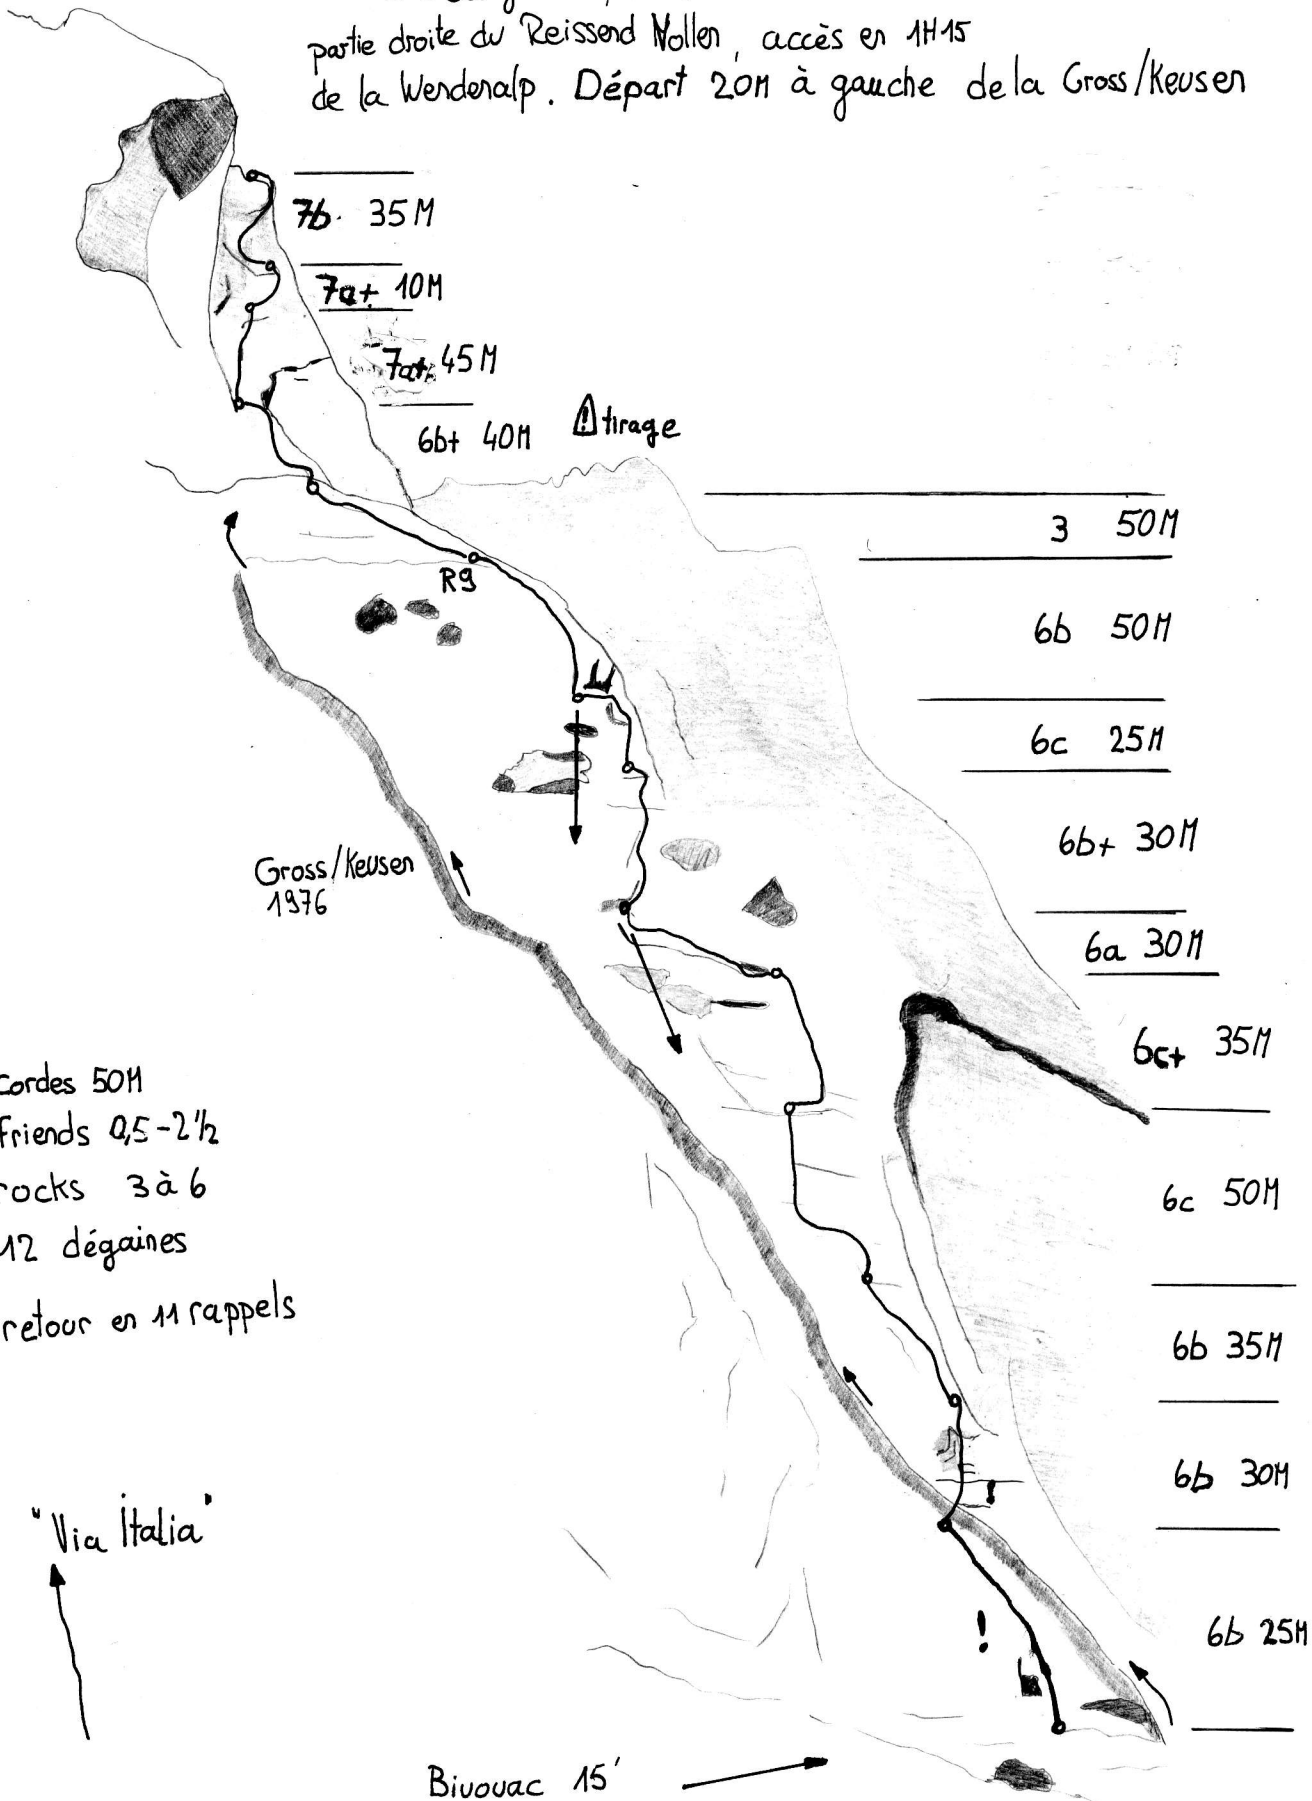 partie droite du Reissend Nollen, accès en 1H15
de la Wendenalp. Départ 20M à gauche de la Gross/Keusen
7b. 35M
7a+ 10M
7a+ 45M
6b+ 40M ⚠ tirage
3 50M
R9
6b 50M
6c 25M
6b+ 30M
Gross/Keusen
1976
6a 30M
6c+ 35M
Cordes 50M
friends 0,5-2½
rocks 3 à 6
12 dégaines
retour en 11 rappels
6c 50M
6b 35M
6b 30M
!
"Via Italia"
!
6b 25M
Bivouac 15'